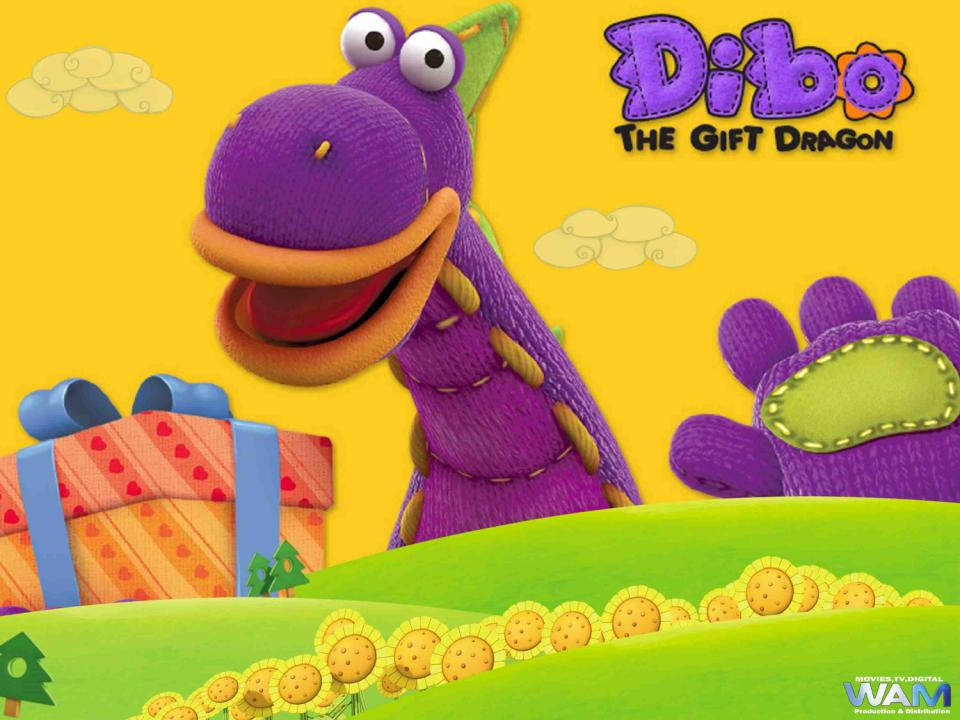 Dibo
THE GIFT DRAGON
MOVIES,TV,DIGITAL
WAM
Production & Distribution